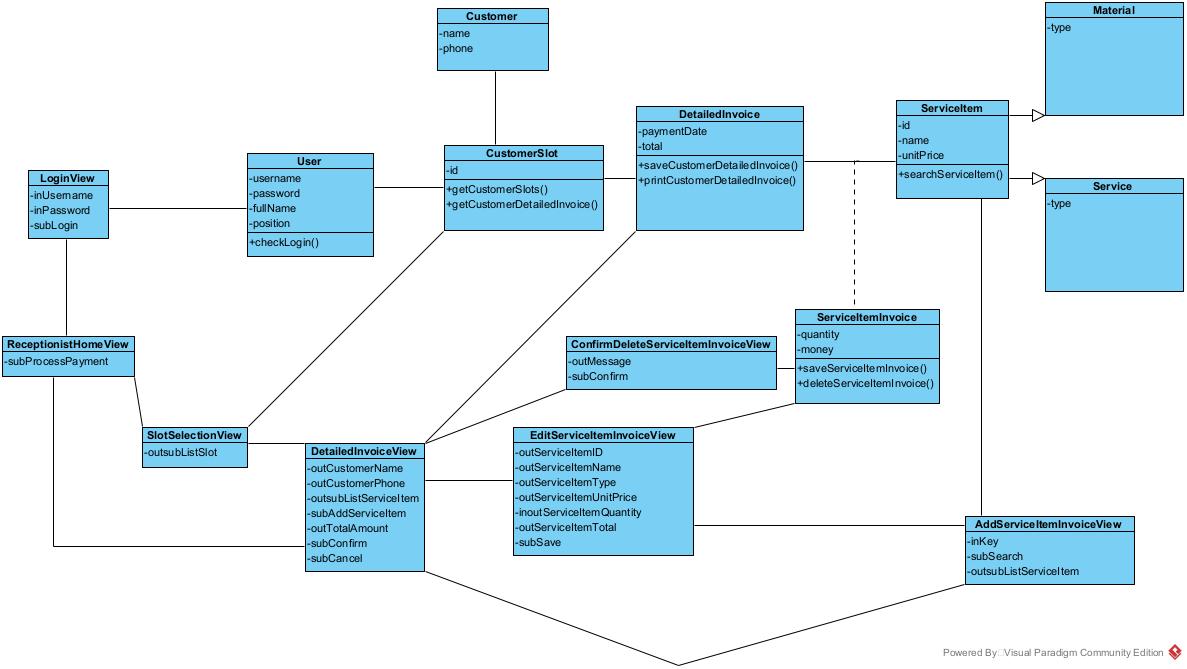 Customer
-name
-phone
Material
-type
DetailedInvoice
-paymentDate
-total
+saveCustomerDetailedInvoice()
+printCustomerDetailedInvoice()
ServiceItem
-id
-name
-unitPrice
+searchServiceItem()
CustomerSlot
-id
+getCustomerSlots()
+getCustomerDetailedInvoice()
User
-username
-password
-fullName
-position
+checkLogin()
LoginView
-inUsername
-inPassword
-subLogin
Service
-type
ServiceItemInvoice
-quantity
-money
+saveServiceItemInvoice()
+deleteServiceItemInvoice()
ReceptionistHomeView
-subProcessPayment
ConfirmDeleteServiceItemInvoiceView
-outMessage
-subConfirm
SlotSelectionView
-outsubListSlot
DetailedInvoiceView
-outCustomerName
-outCustomerPhone
-outsubListServiceItem
-subAddServiceItem
-outTotalAmount
-subConfirm
-subCancel
EditServiceItemInvoiceView
-outServiceItemID
-outServiceItemName
-outServiceItemType
-outServiceItemUnitPrice
-inoutServiceItemQuantity
-outServiceItemTotal
-subSave
AddServiceItemInvoiceView
-inKey
-subSearch
-outsubListServiceItem
Powered By Visual Paradigm Community Edition